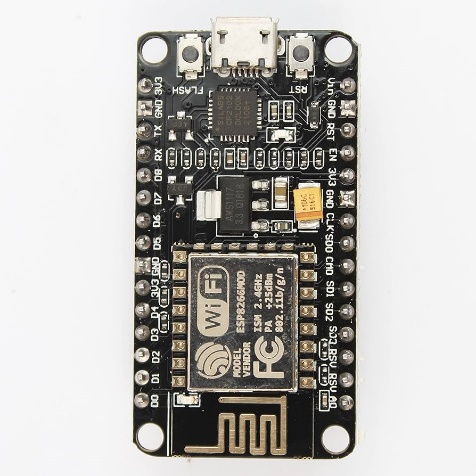 FLASH
RST
3V3
GND
TX
RX
D8
D7
D6
D5
GND
3V3
D4
D3
D2
D1
D0
Vin
GND
RST
EN
3V3
GND
CLK
SD0
CMD
SD1
SD2
SD3
RSV
RSV
A0
AMS1117
WiFi
MODEL
VENDOR
ESP8266MOD
ISM 2.4GHz
PA +25dBm
802.11b/g/n
FC